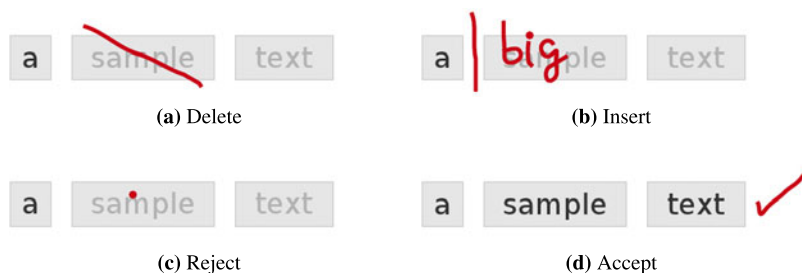 a sample text a big sample text
(a) Delete (b) Insert
a sample text a sample text
(c) Reject (d) Accept